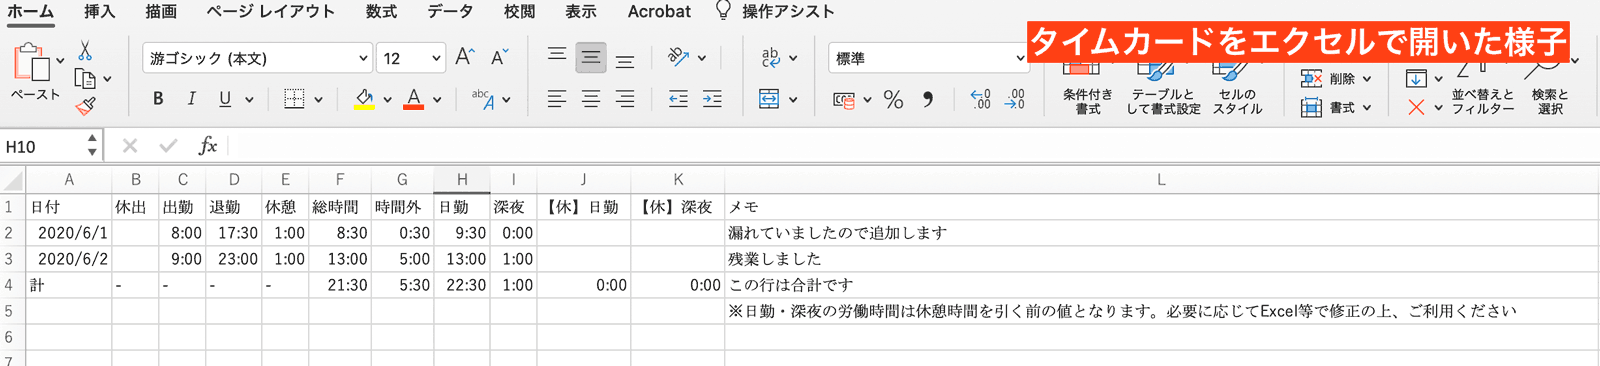 ホーム 挿入 描画 ページ レイアウト 数式 データ 校閲 表示 Acrobat 操作アシスト
タイムカードをエクセルで開いた様子
ペースト
游ゴシック (本文) 12 A A
B I U A abc A
ab c
標準
% .0 .00 .00 .0
条件付き書式
テーブルとして書式設定
セルのスタイル
削除
書式
並べ替えとフィルター
検索と選択
H10 fx
A B C D E F G H I J K L
1 日付 休出 出勤 退勤 休憩 総時間 時間外 日勤 深夜 【休】日勤 【休】深夜 メモ
2 2020/6/1 8:00 17:30 1:00 8:30 0:30 9:30 0:00 漏れていましたので追加します
3 2020/6/2 9:00 23:00 1:00 13:00 5:00 13:00 1:00 残業しました
4 計 - - - - 21:30 5:30 22:30 1:00 0:00 0:00 この行は合計です
5 ※日勤・深夜の労働時間は休憩時間を引く前の値となります。必要に応じてExcel等で修正の上、ご利用ください
6
7